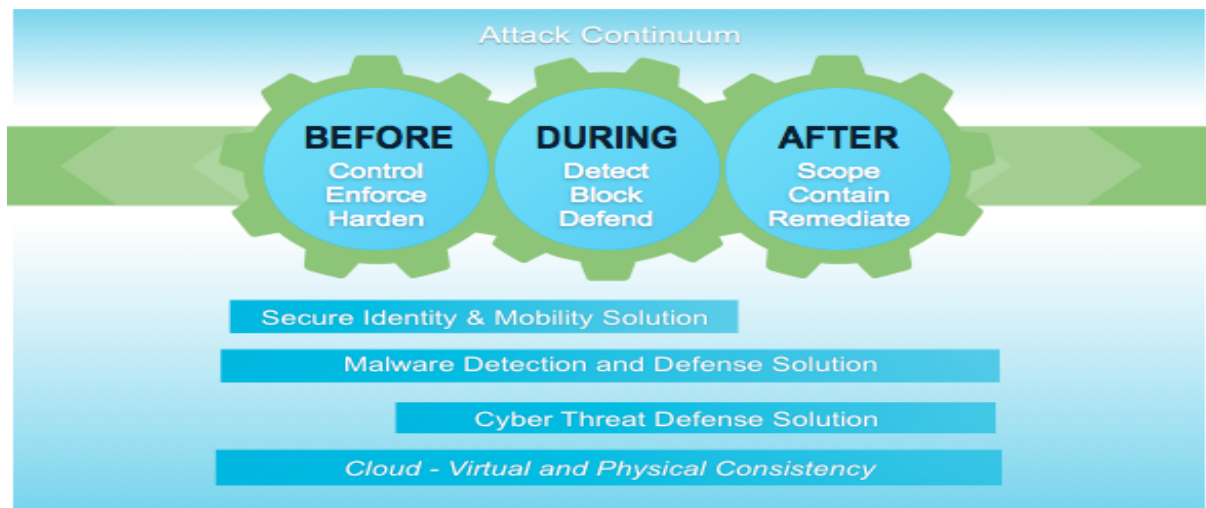 Attack Continuum
BEFORE
Control
Enforce
Harden
DURING
Detect
Block
Defend
AFTER
Scope
Contain
Remediate
Secure Identity & Mobility Solution
Malware Detection and Defense Solution
Cyber Threat Defense Solution
Cloud - Virtual and Physical Consistency